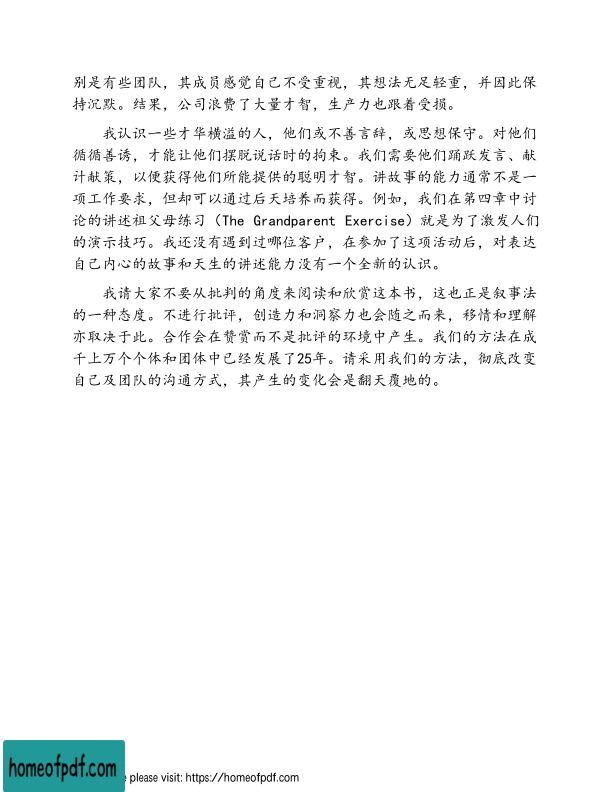 别是有些团队，其成员感觉自己不受重视，其想法无足轻重，并因此保
持沉默。结果，公司浪费了大量才智，生产力也跟着受损。
我认识一些才华横溢的人，他们或不善言辞，或思想保守。对他们
循循善诱，才能让他们摆脱说话时的拘束。我们需要他们踊跃发言、献
计献策，以便获得他们所能提供的聪明才智。讲故事的能力通常不是一
项工作要求，但却可以通过后天培养而获得。例如，我们在第四章中讨
论的讲述祖父母练习（The Grandparent Exercise）就是为了激发人们
的演示技巧。我还没有遇到过哪位客户，在参加了这项活动后，对表达
自己内心的故事和天生的讲述能力没有一个全新的认识。
我请大家不要从批判的角度来阅读和欣赏这本书，这也正是叙事法
的一种态度。不进行批评，创造力和洞察力也会随之而来，移情和理解
亦取决于此。合作会在赞赏而不是批评的环境中产生。我们的方法在成
千上万个个体和团体中已经发展了25年。请采用我们的方法，彻底改变
自己及团队的沟通方式，其产生的变化会是翻天覆地的。
homeofpdf.com
please visit: https://homeofpdf.com